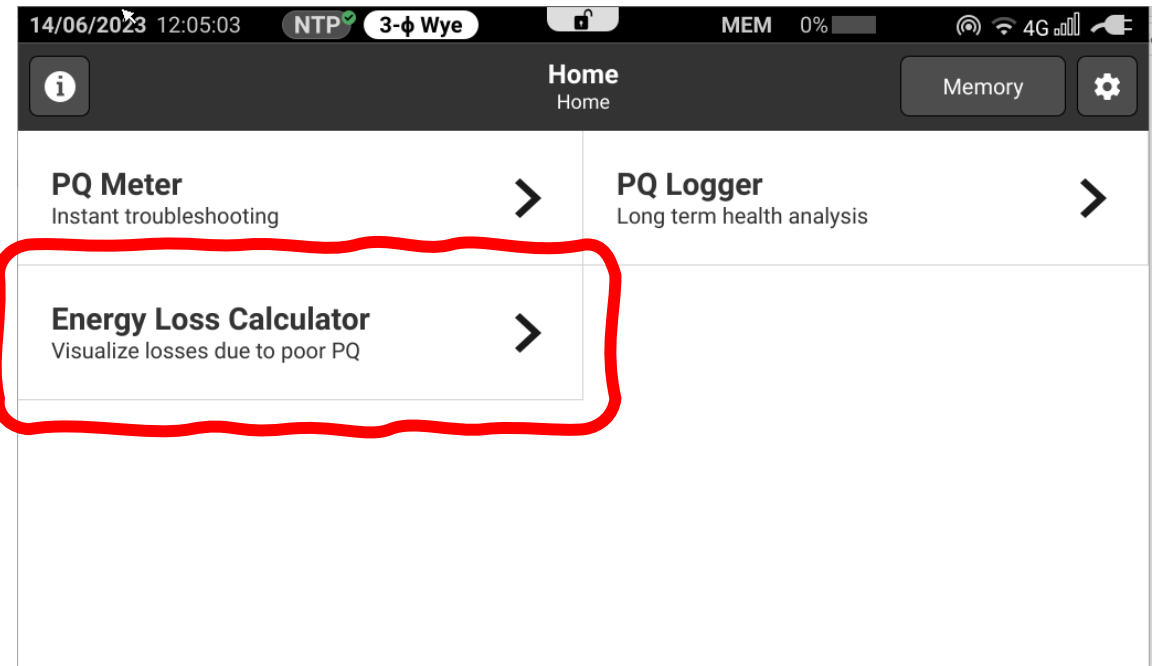 14/06/2023 12:05:03 NTP 3-ϕ Wye MEM 0% 4G
Home
Home
Memory
PQ Meter
Instant troubleshooting
PQ Logger
Long term health analysis
Energy Loss Calculator
Visualize losses due to poor PQ